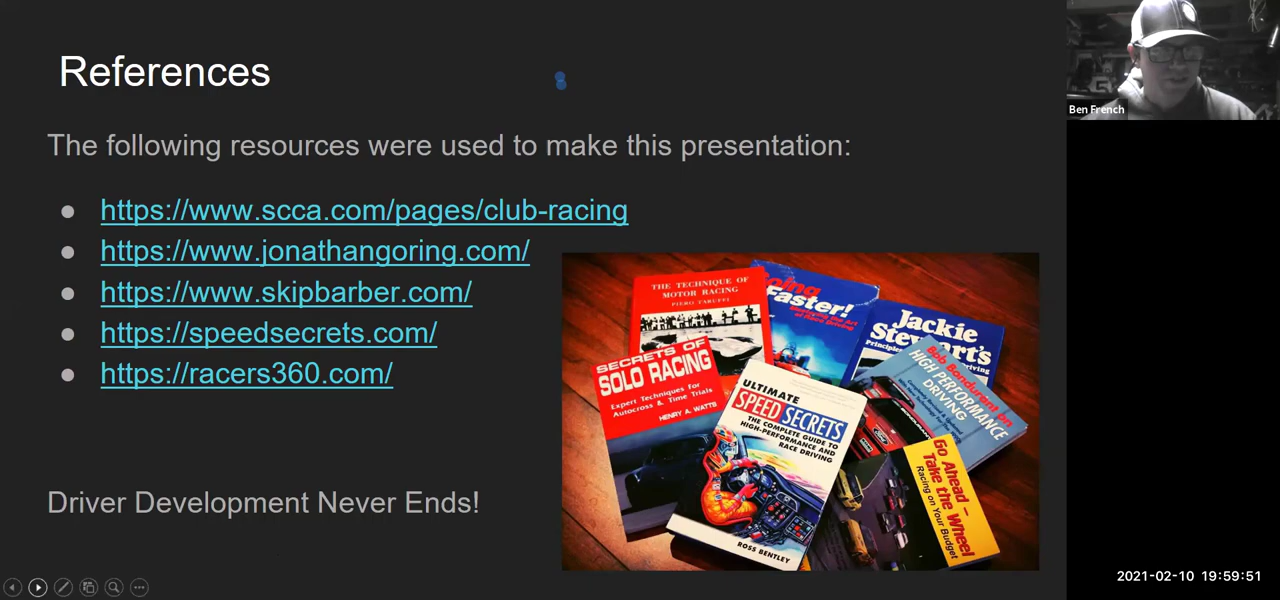 References
The following resources were used to make this presentation:
https://www.scca.com/pages/club-racing
https://www.jonathangoring.com/
https://www.skipbarber.com/
https://speedsecrets.com/
https://racers360.com/
Driver Development Never Ends!
THE TECHNIQUE OF
MOTOR RACING
PIERO TARUFFI
Going
Faster!
Jackie
Stewart's
Principles
SECRETS OF
SOLO RACING
Expert Techniques For
Autocross & Time Trials
HENRY A. WATTS
ULTIMATE
SPEED SECRETS
THE COMPLETE GUIDE TO
HIGH-PERFORMANCE AND
RACE DRIVING
ROSS BENTLEY
Bob Bondurant on
HIGH PERFORMANCE
DRIVING
Go Ahead –
Take the Wheel
Racing on Your Budget
Ben French
2021-02-10 19:59:51